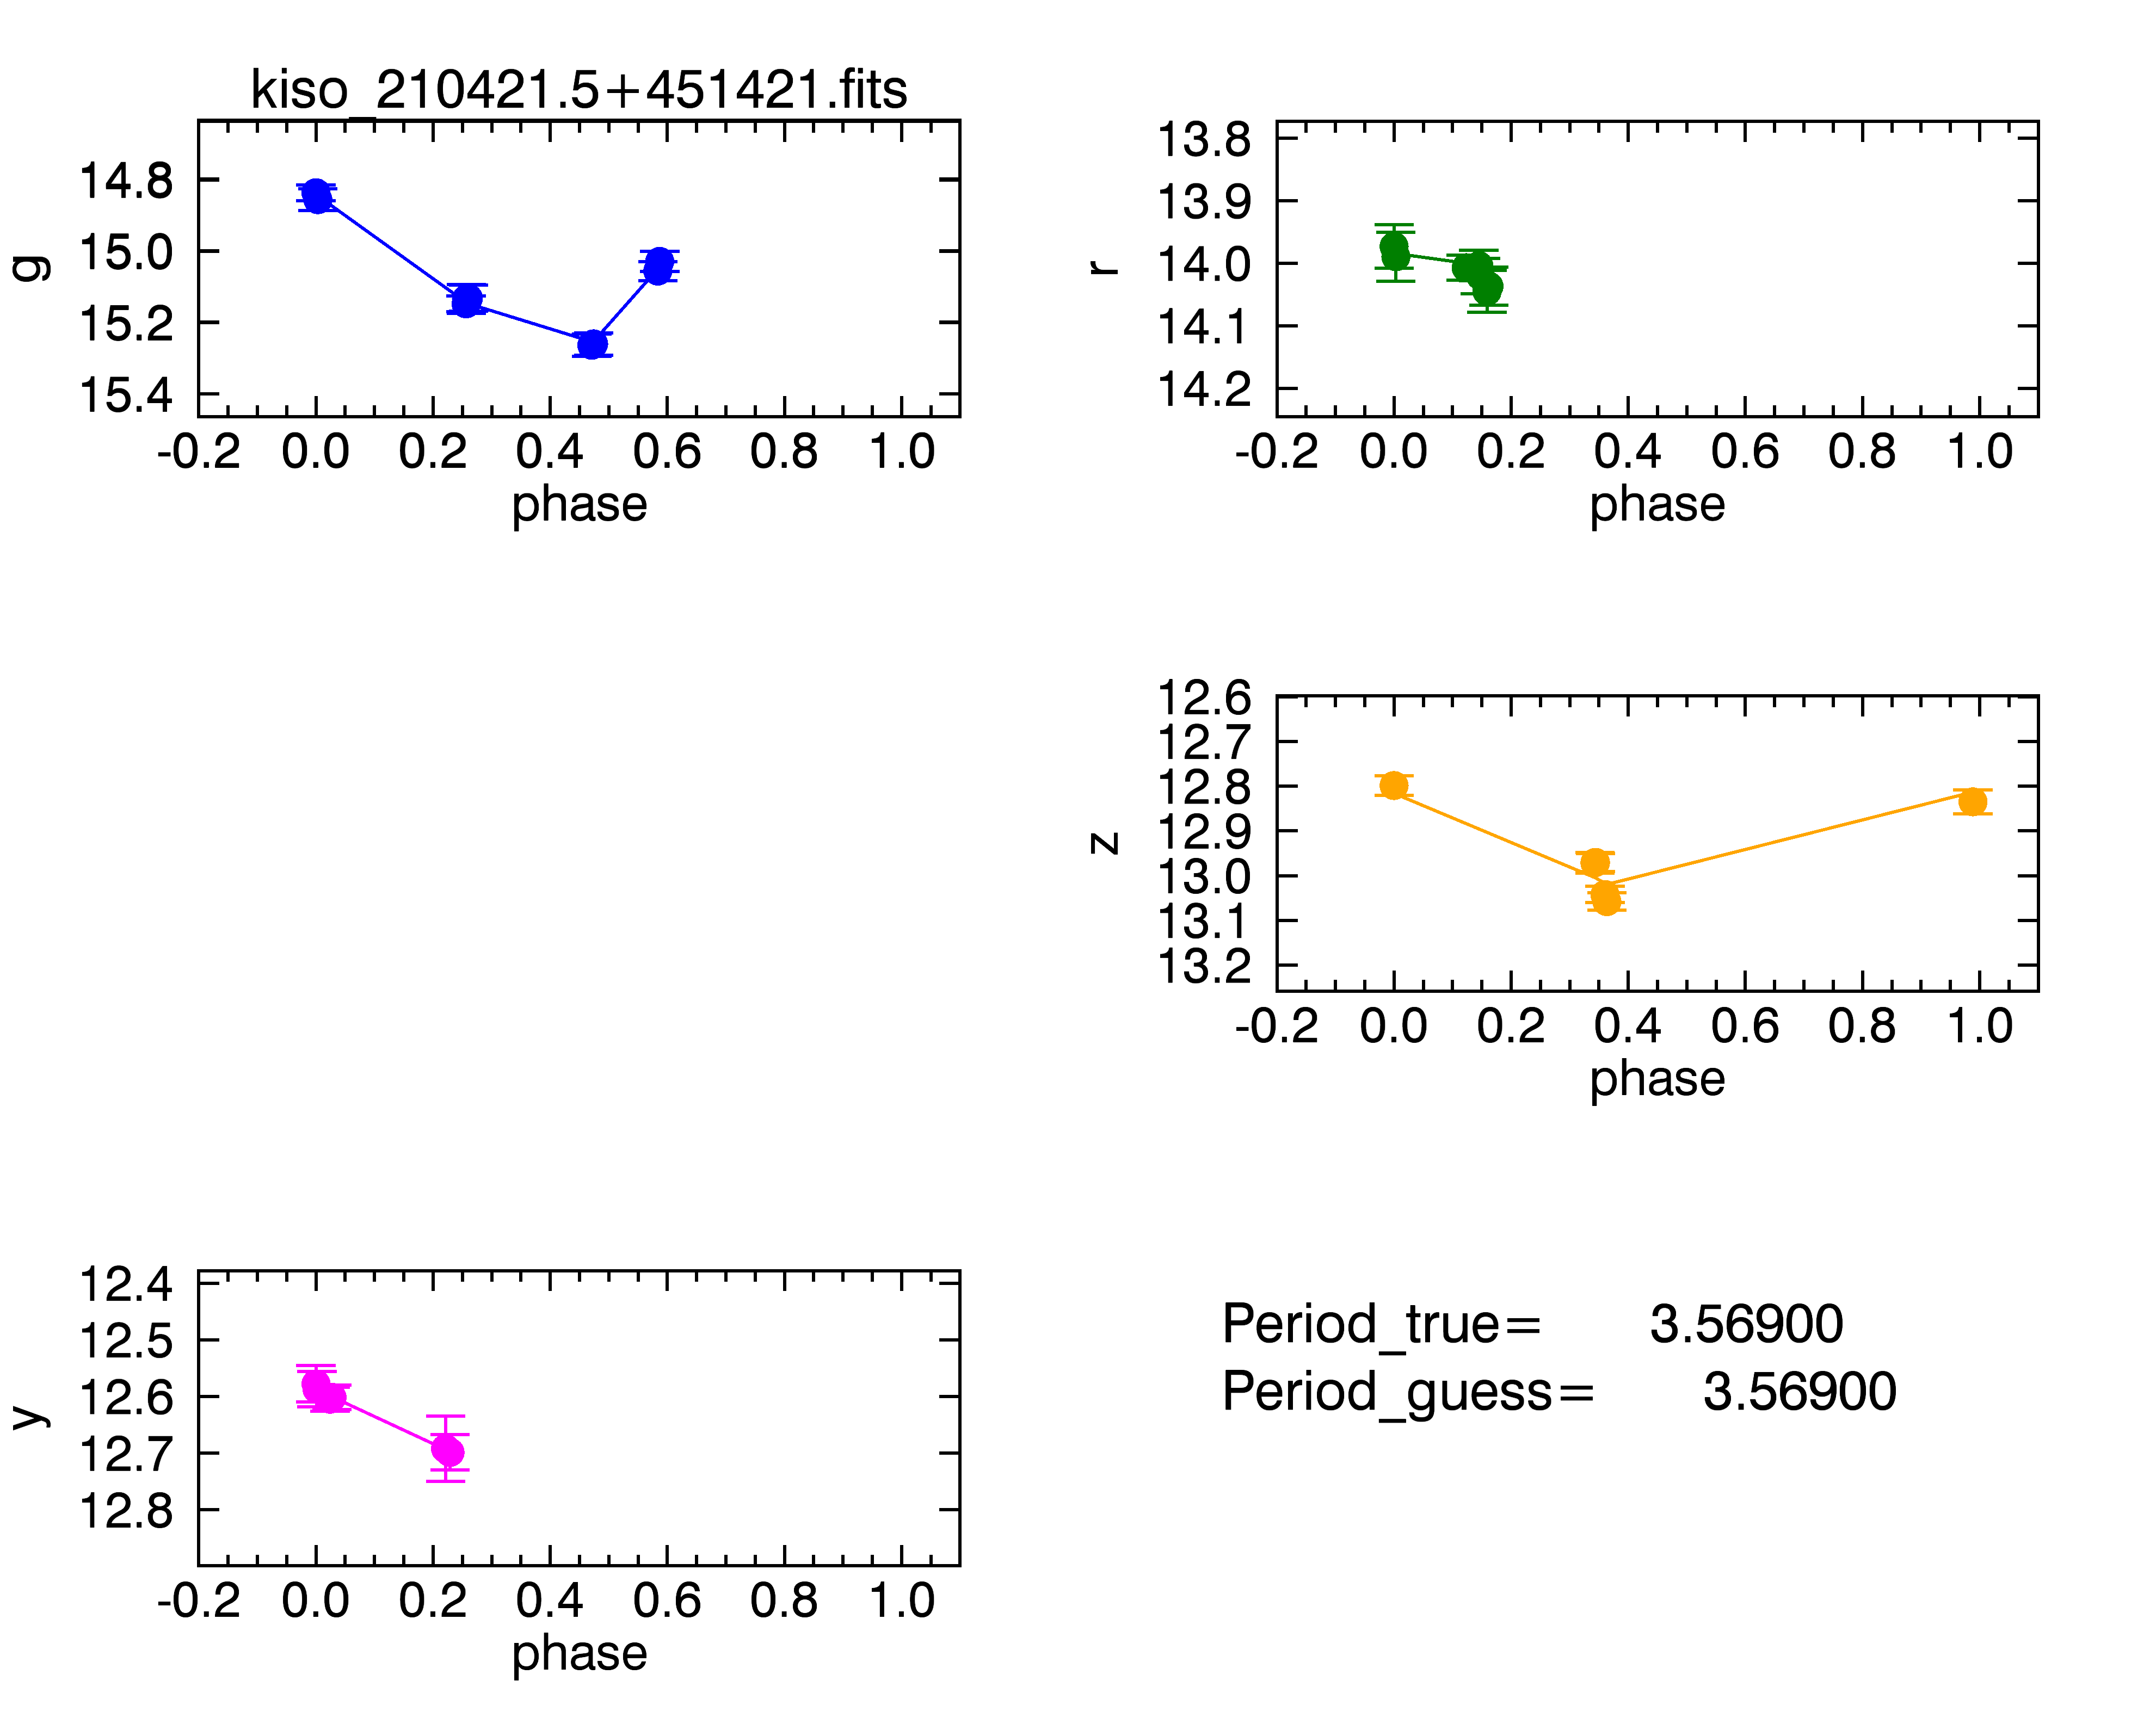 kiso_210421.5+451421.fits
g
14.8
15.0
15.2
15.4
-0.2 0.0 0.2 0.4 0.6 0.8 1.0
phase
r
13.8
13.9
14.0
14.1
14.2
-0.2 0.0 0.2 0.4 0.6 0.8 1.0
phase
z
12.6
12.7
12.8
12.9
13.0
13.1
13.2
-0.2 0.0 0.2 0.4 0.6 0.8 1.0
phase
y
12.4
12.5
12.6
12.7
12.8
-0.2 0.0 0.2 0.4 0.6 0.8 1.0
phase
Period_true= 3.56900
Period_guess= 3.56900